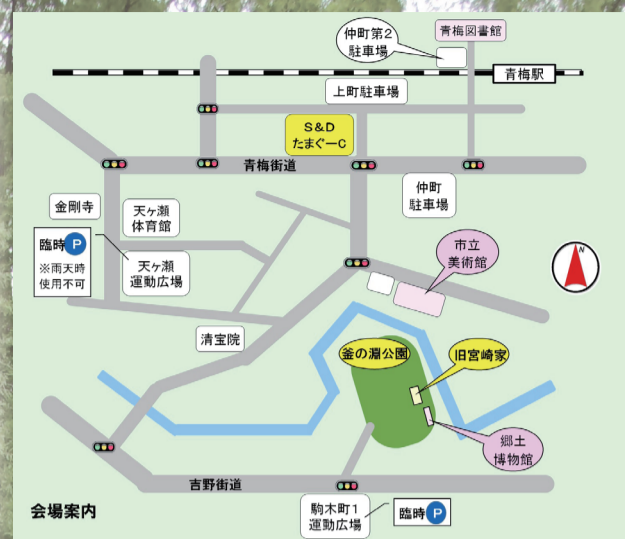 仲町第2
駐車場
青梅図書館
青梅駅
上町駐車場
S&D
たまぐーC
青梅街道
仲町
駐車場
金剛寺
天ヶ瀬
体育館
臨時 P
※雨天時
使用不可
天ヶ瀬
運動広場
市立
美術館
N
清宝院
釜の淵公園
旧宮崎家
郷土
博物館
吉野街道
会場案内
駒木町1
運動広場
臨時 P